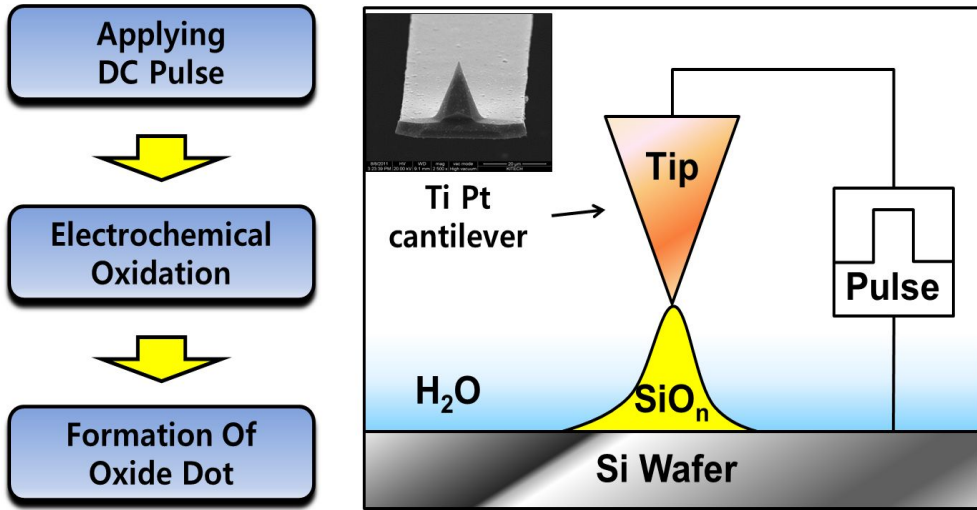 Applying
DC Pulse
Electrochemical
Oxidation
Formation Of
Oxide Dot
Ti Pt
cantilever
Tip
Pulse
H₂O
SiOₙ
Si Wafer